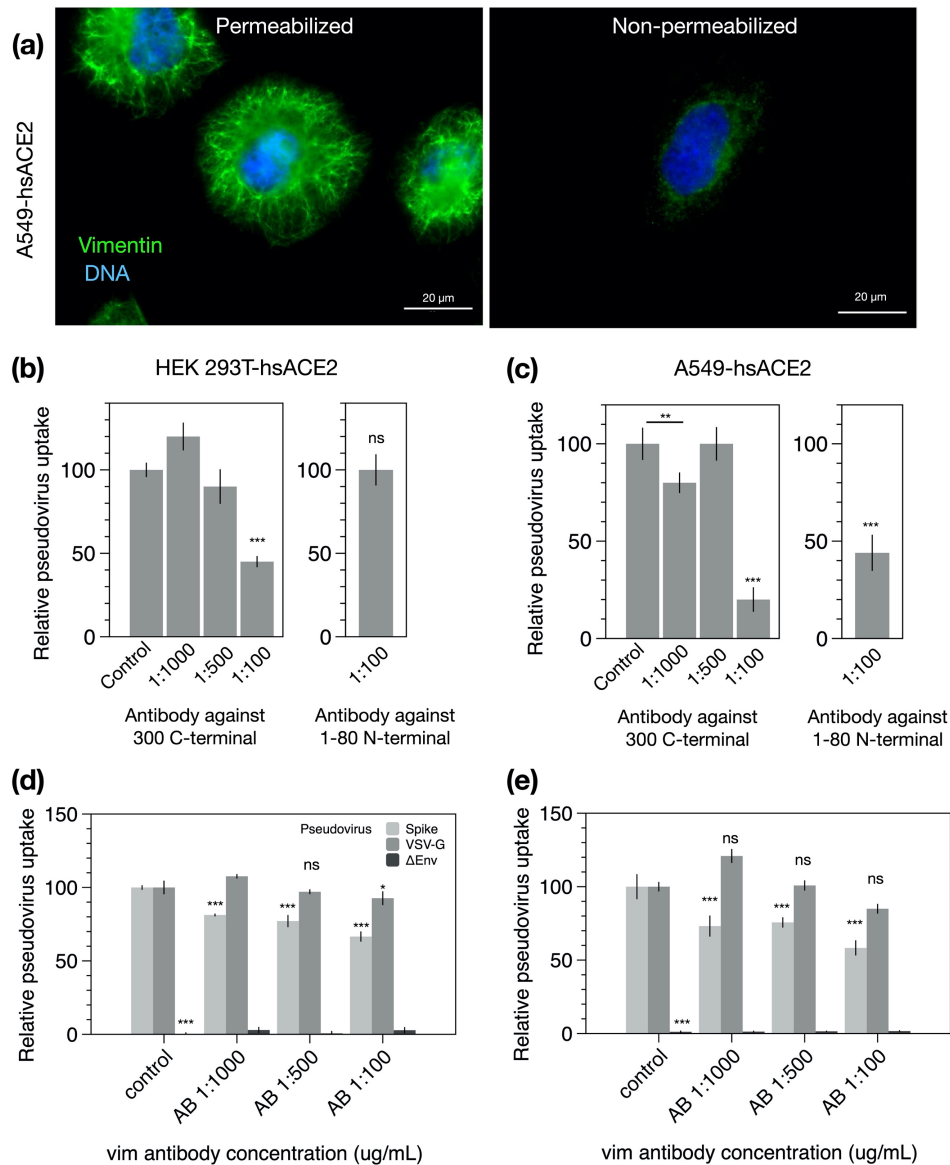 (a)
Permeabilized
Non-permeabilized
A549-hsACE2
Vimentin
DNA
20 µm
20 µm
(b)
HEK 293T-hsACE2
Relative pseudovirus uptake
100
50
0
ns
***
Control
1:1000
1:500
1:100
Antibody against
300 C-terminal
100
50
0
1:100
Antibody against
1-80 N-terminal
(c)
A549-hsACE2
Relative pseudovirus uptake
100
50
0
**
***
Control
1:1000
1:500
1:100
Antibody against
300 C-terminal
100
50
0
***
1:100
Antibody against
1-80 N-terminal
(d)
Relative pseudovirus uptake
150
100
50
0
Pseudovirus
Spike
VSV-G
ΔEnv
***
***
***
ns
***
*
control
AB 1:1000
AB 1:500
AB 1:100
vim antibody concentration (ug/mL)
(e)
Relative pseudovirus uptake
150
100
50
0
***
***
ns
***
ns
***
ns
control
AB 1:1000
AB 1:500
AB 1:100
vim antibody concentration (ug/mL)